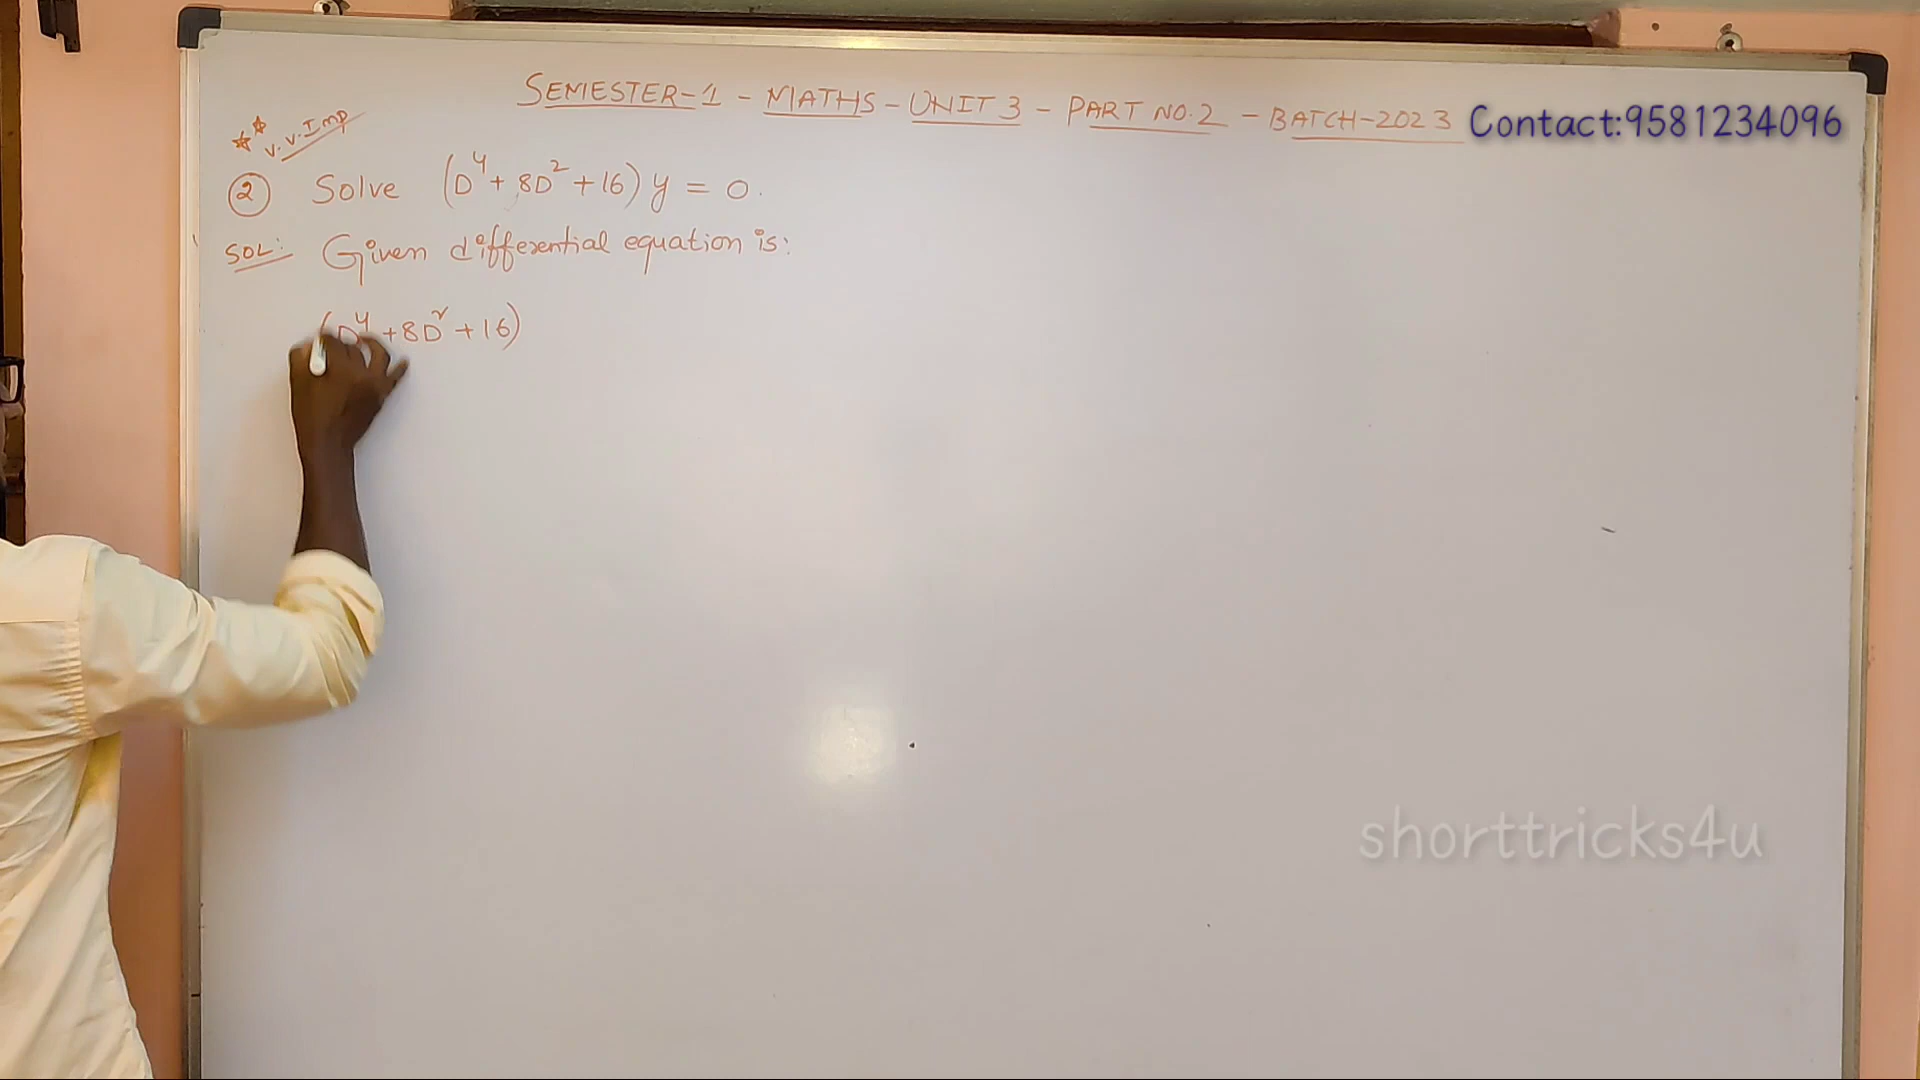 SEMESTER-1 - MATHS - UNIT 3 - PART NO.2 - BATCH-2023 Contact:9581234096
v.v.Imp
② Solve (D⁴ + 8D² + 16) y = 0.
SOL: Given differential equation is:
(D⁴ + 8D² + 16)
shorttricks4u